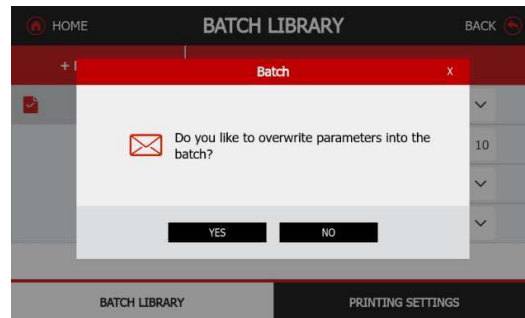 HOME
BATCH LIBRARY
BACK
Batch
X
Do you like to overwrite parameters into the
batch?
10
YES
NO
BATCH LIBRARY
PRINTING SETTINGS